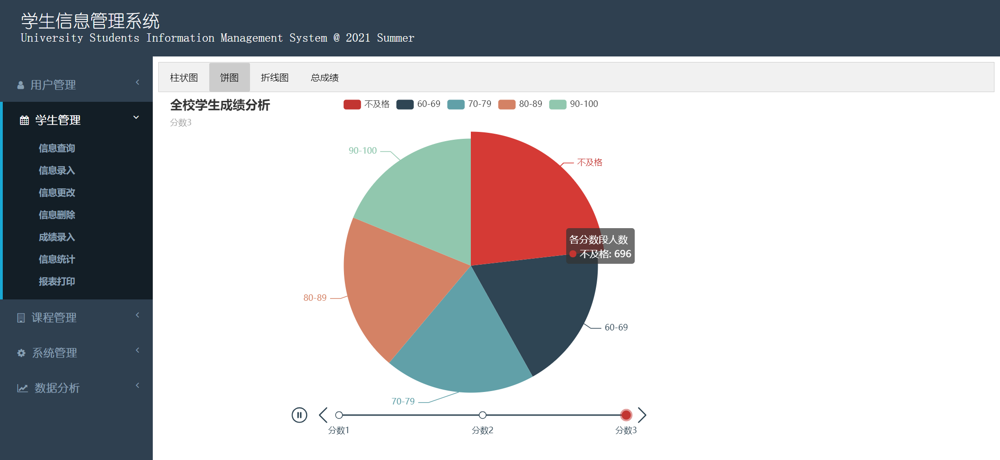 学生信息管理系统
University Students Information Management System @ 2021 Summer
用户管理
学生管理
信息查询
信息录入
信息更改
信息删除
成绩录入
信息统计
报表打印
课程管理
系统管理
数据分析
柱状图 饼图 折线图 总成绩
全校学生成绩分析
分数3
不及格 60-69 70-79 80-89 90-100
90-100
不及格
各分数段人数
不及格: 696
80-89
60-69
70-79
分数1 分数2 分数3